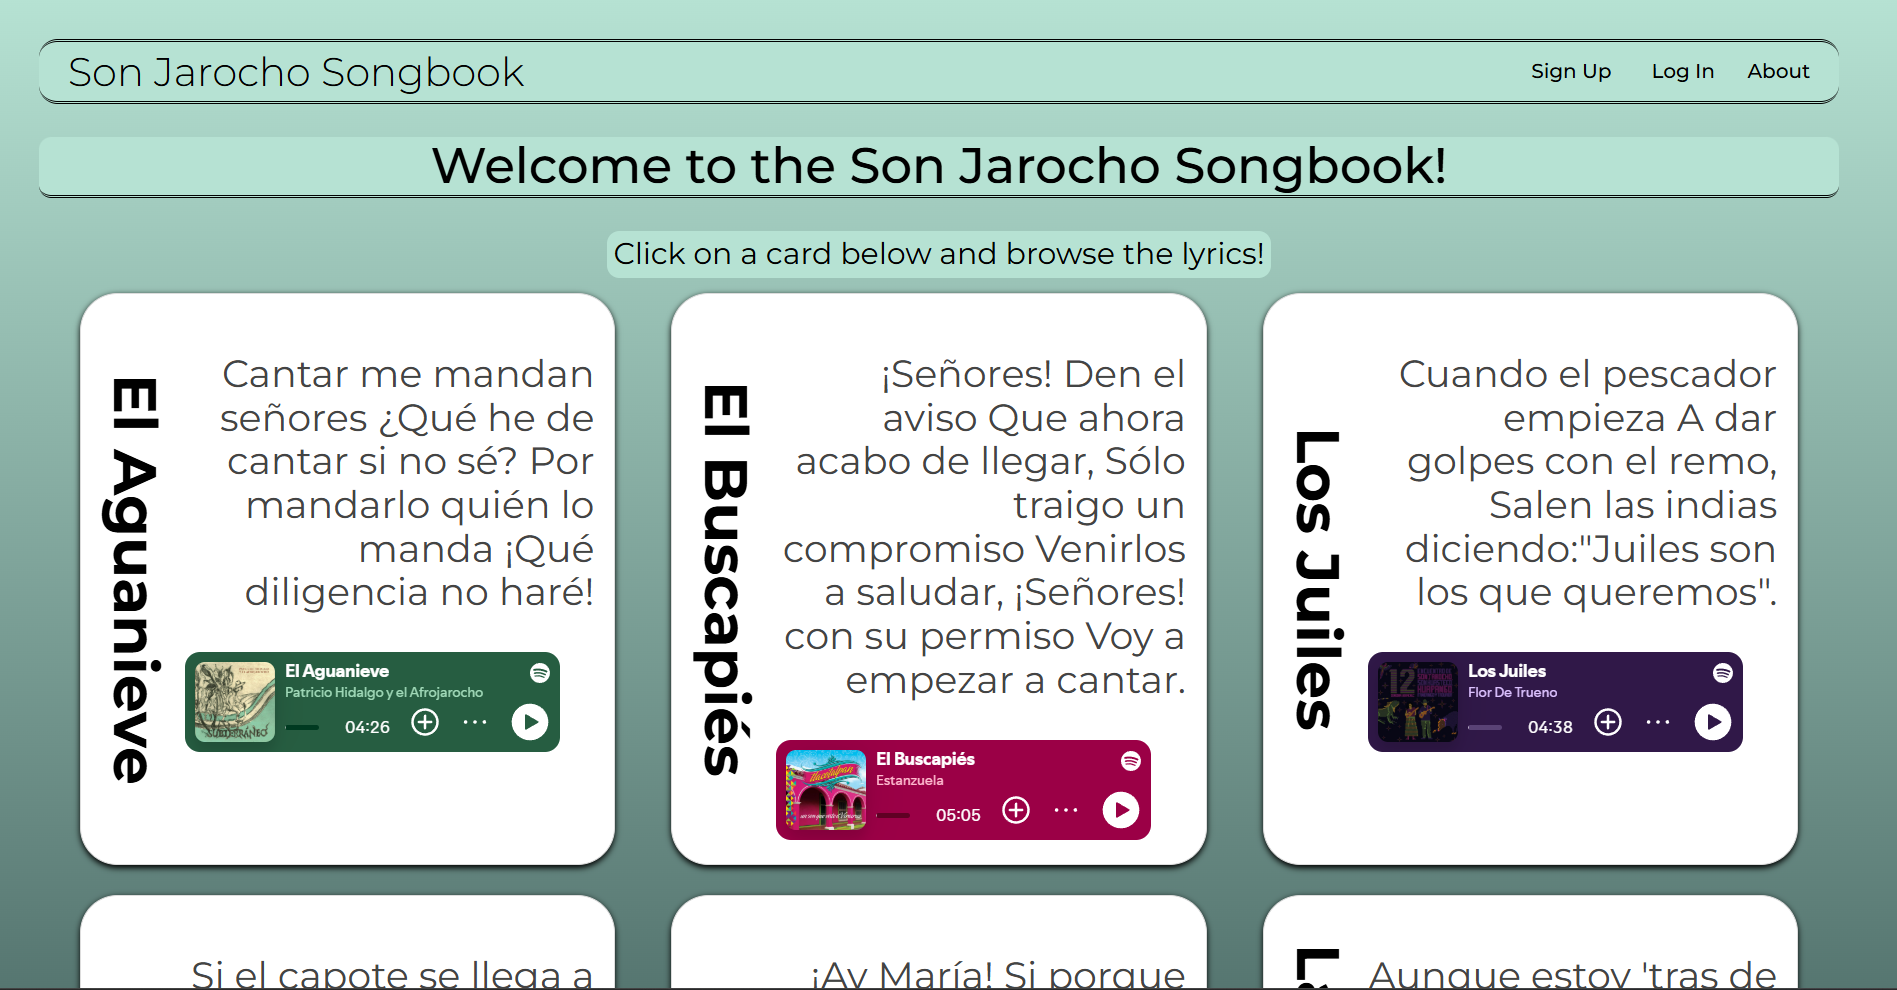 Son Jarocho Songbook
Sign Up
Log In
About
Welcome to the Son Jarocho Songbook!
Click on a card below and browse the lyrics!
El Aguanieve
Cantar me mandan
señores ¿Qué he de
cantar si no sé? Por
mandarlo quién lo
manda ¡Qué
diligencia no haré!
El Aguanieve
Patricio Hidalgo y el Afrojarocho
04:26
El Buscapiés
¡Señores! Den el
aviso Que ahora
acabo de llegar, Sólo
traigo un
compromiso Venirlos
a saludar, ¡Señores!
con su permiso Voy a
empezar a cantar.
El Buscapiés
Estanzuela
05:05
Los Juiles
Cuando el pescador
empieza A dar
golpes con el remo,
Salen las indias
diciendo:"Juiles son
los que queremos".
12
Los Juiles
Flor De Trueno
04:38
Si el capote se llega a
¡Ay María! Si porque
Aunque estoy 'tras de